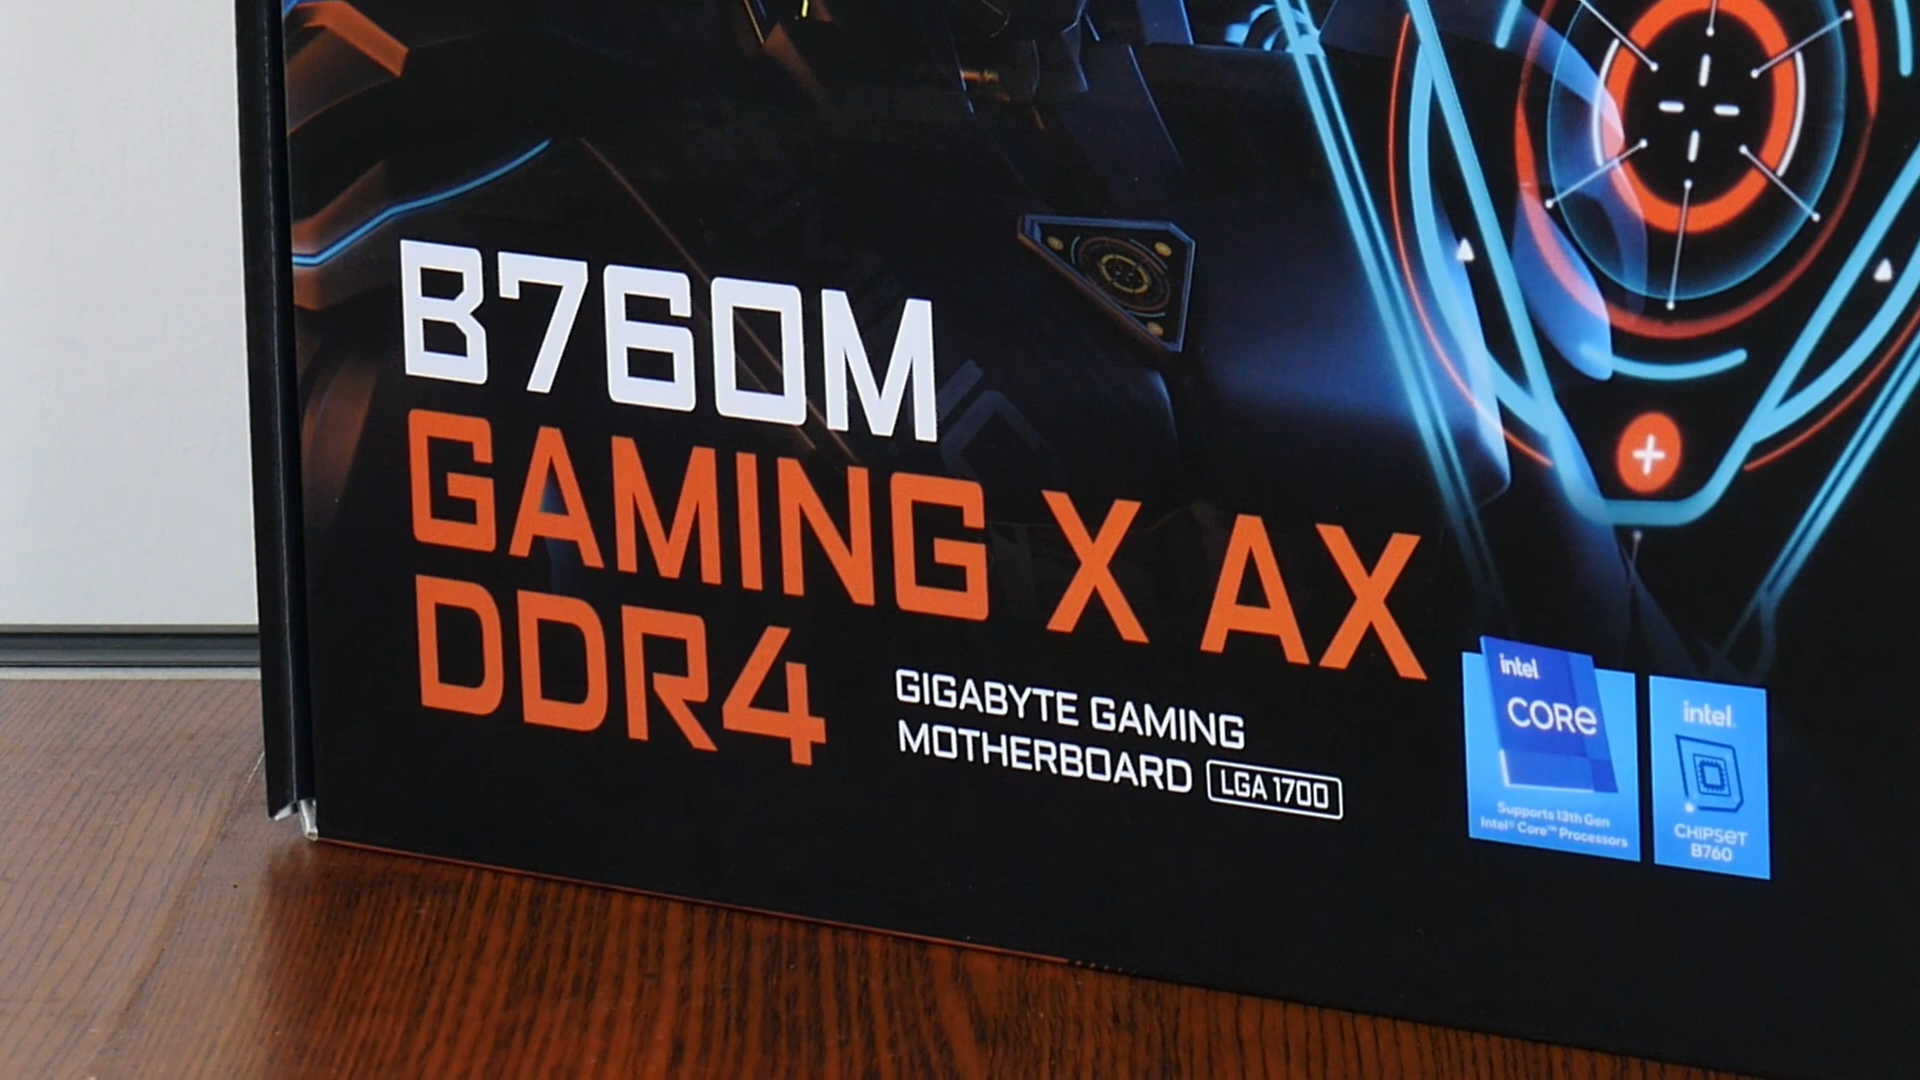 B760M
GAMING X AX
DDR4
GIGABYTE GAMING
MOTHERBOARD LGA 1700
intel
CORE
Supports 13th Gen
Intel® Core™ Processors
intel
CHIPSET
B760